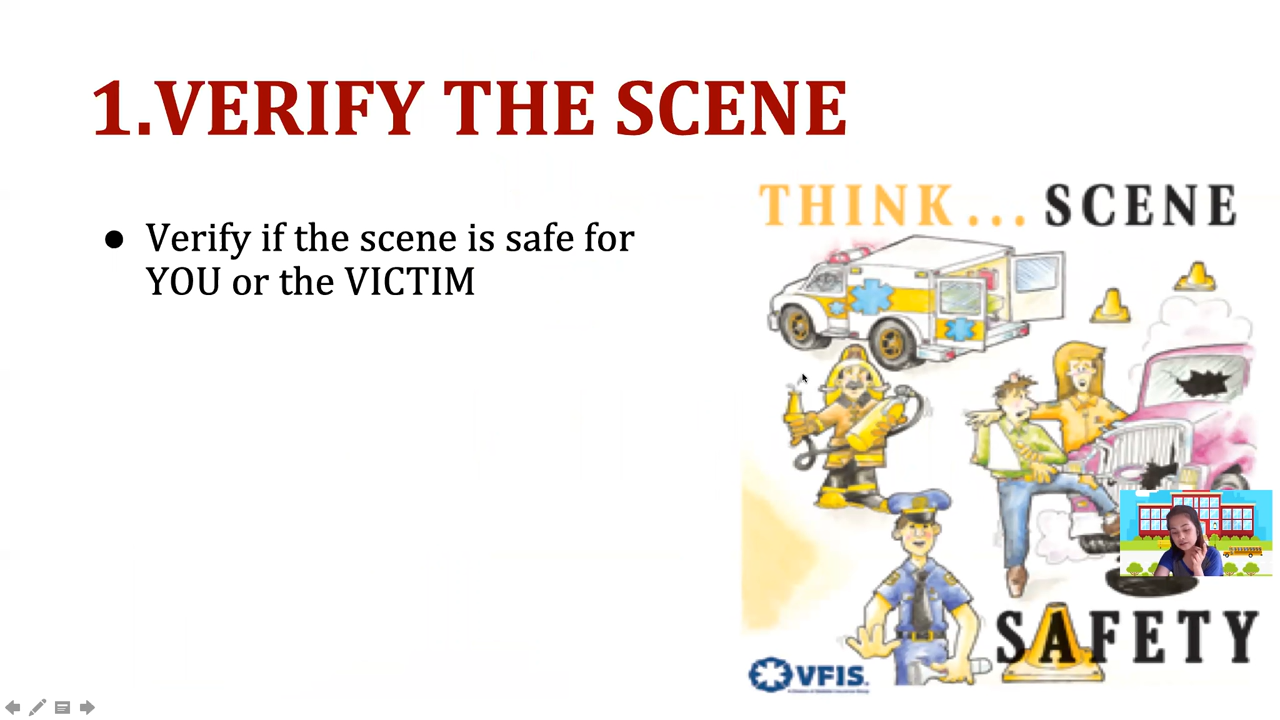 1.VERIFY THE SCENE
● Verify if the scene is safe for
YOU or the VICTIM
THINK... SCENE
SAFETY
VFIS.